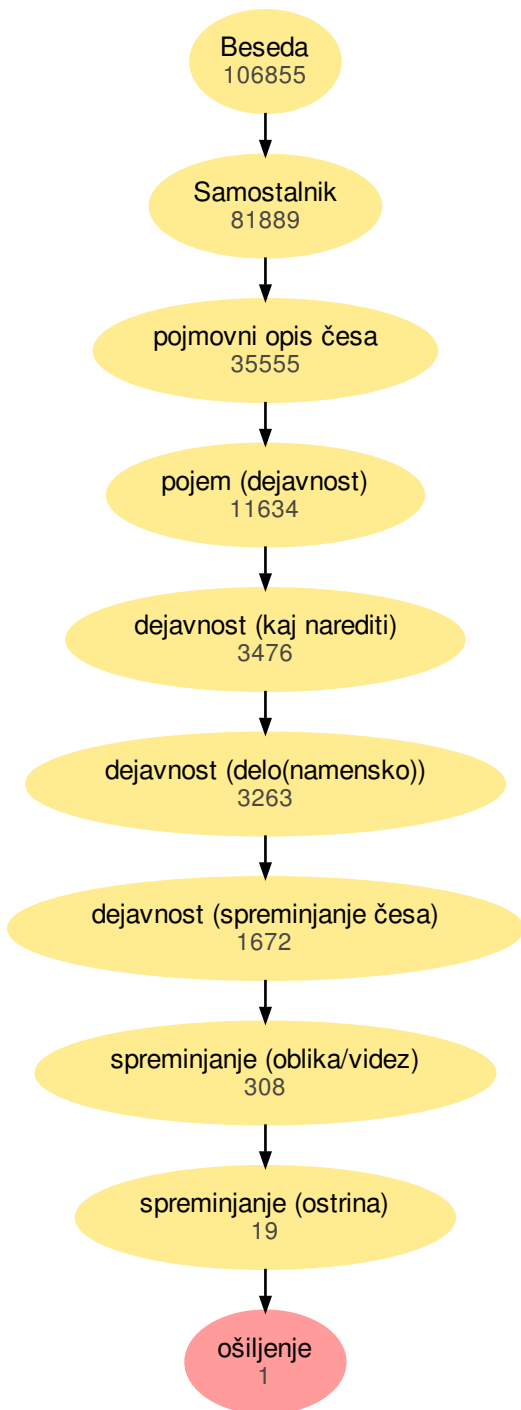 Beseda
106855
Samostalnik
81889
pojmovni opis česa
35555
pojem (dejavnost)
11634
dejavnost (kaj narediti)
3476
dejavnost (delo(namensko))
3263
dejavnost (spreminjanje česa)
1672
spreminjanje (oblika/videz)
308
spreminjanje (ostrina)
19
ošiljenje
1